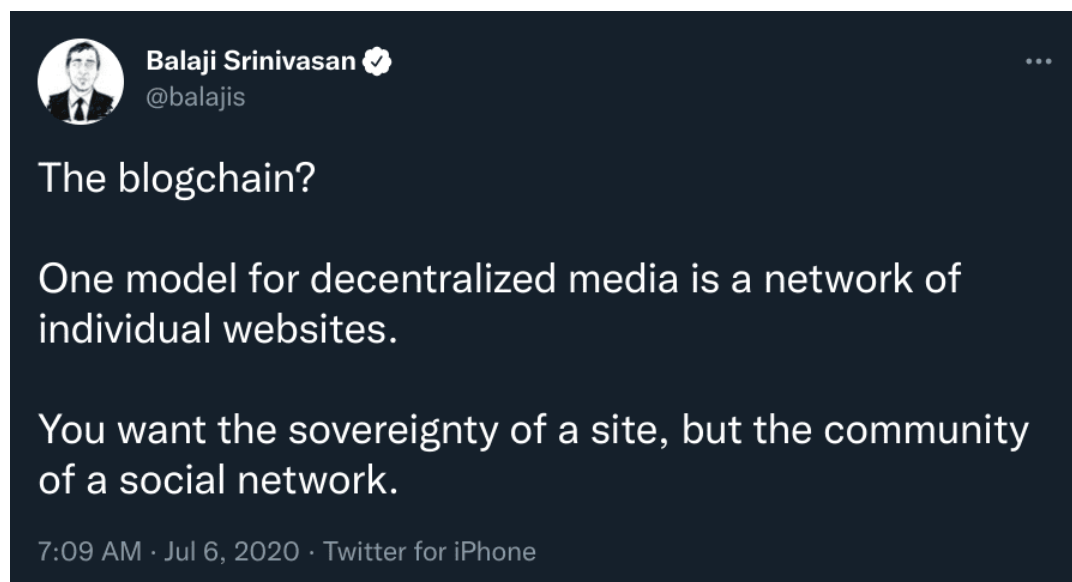 Balaji Srinivasan
@balajis
The blogchain?
One model for decentralized media is a network of
individual websites.
You want the sovereignty of a site, but the community
of a social network.
7:09 AM · Jul 6, 2020 · Twitter for iPhone